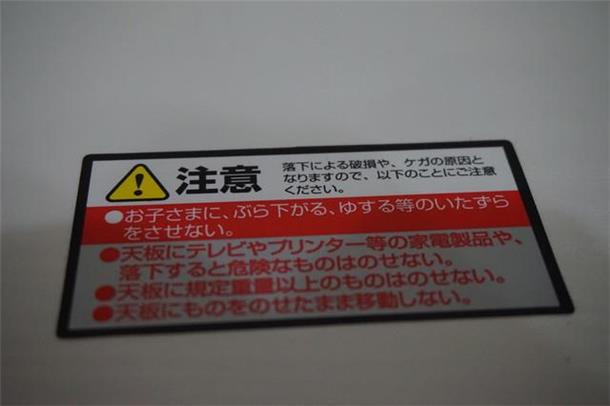 注意
落下による破損や、ケガの原因と
なりますので、以下のことにご注意
ください。
●お子さまに、ぶら下がる、ゆする等のいたずら
をさせない。
●天板にテレビやプリンター等の家電製品や、
落下すると危険なものはのせない。
●天板に規定重量以上のものはのせない。
●天板にものをのせたまま移動しない。